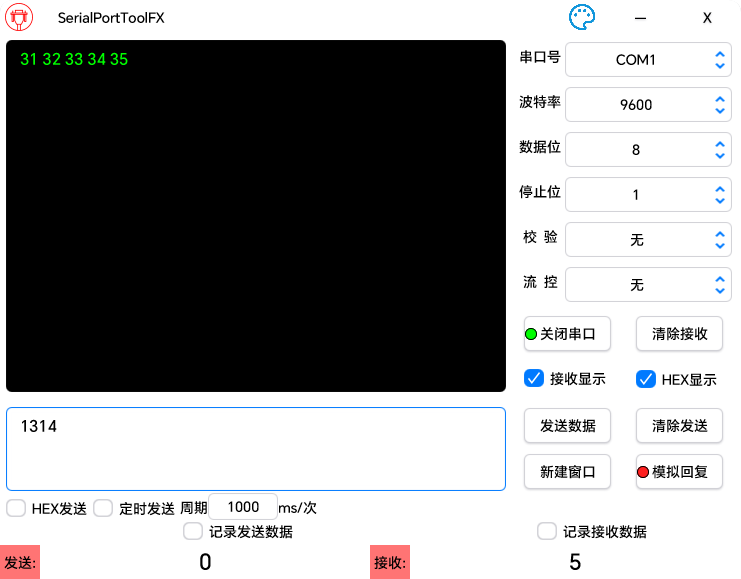 SerialPortToolFX
X
31 32 33 34 35
串口号 COM1
波特率 9600
数据位 8
停止位 1
校 验 无
流 控 无
关闭串口 清除接收
接收显示 HEX显示
1314
发送数据 清除发送
新建窗口 模拟回复
HEX发送 定时发送 周期 1000 ms/次
记录发送数据 记录接收数据
发送: 0 接收: 5